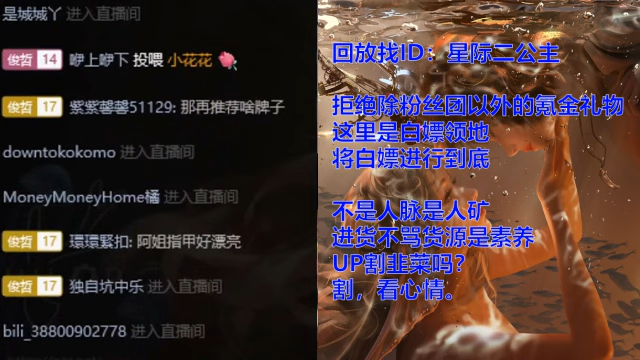 是城城丫 进入直播间
俊哲 14 咿上咿下 投喂 小花花
俊哲 17 紫紫馨馨51129: 那再推荐啥牌子
downtokokomo 进入直播间
MoneyMoneyHome橘 进入直播间
俊哲 17 環環緊扣: 阿姐指甲好漂亮
俊哲 17 独自坑中乐 进入直播间
bili_38800902778 进入直播间
回放找ID：星际二公主
拒绝除粉丝团以外的氪金礼物
这里是白嫖领地
将白嫖进行到底
不是人脉是人矿
进货不骂货源是素养
UP割韭菜吗？
割，看心情。